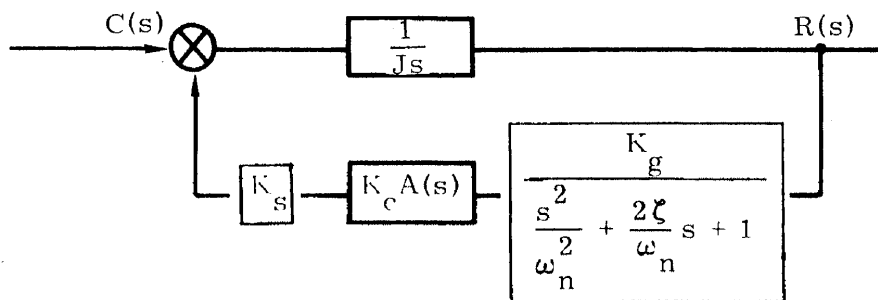 C(s)
R(s)
1
Js
K_s
K_c A(s)
K_g
s^2/ω_n^2 + 2ζ/ω_n s + 1